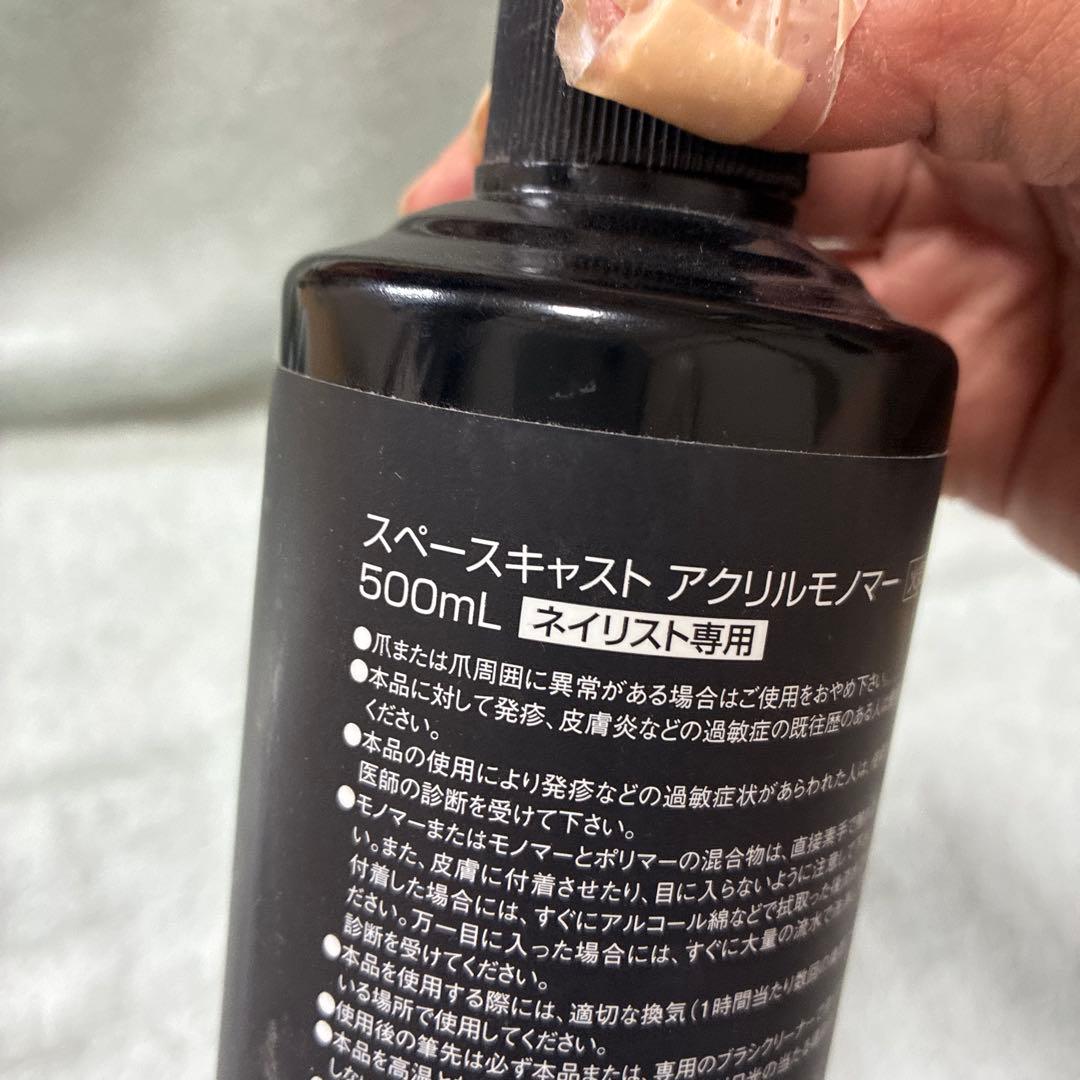 スペースキャスト アクリルモノマー
500mL ネイリスト専用
●爪または爪周囲に異常がある場合はご使用をおやめ下さい。
●本品に対して発疹、皮膚炎などの過敏症の既往歴のある人は
ください。
●本品の使用により発疹などの過敏症状があらわれた人は、
医師の診断を受けて下さい。
●モノマーまたはモノマーとポリマーの混合物は、直接素手で
い。また、皮膚に付着させたり、目に入らないように注意して
付着した場合には、すぐにアルコール綿などで拭取った後
ださい。万一目に入った場合には、すぐに大量の流水で
診断を受けてください。
●本品を使用する際には、適切な換気(1時間当たり数回の
いる場所で使用してください。
●使用後の筆先は必ず本品または、専用のブラシクリーナーで
●本品を高温と